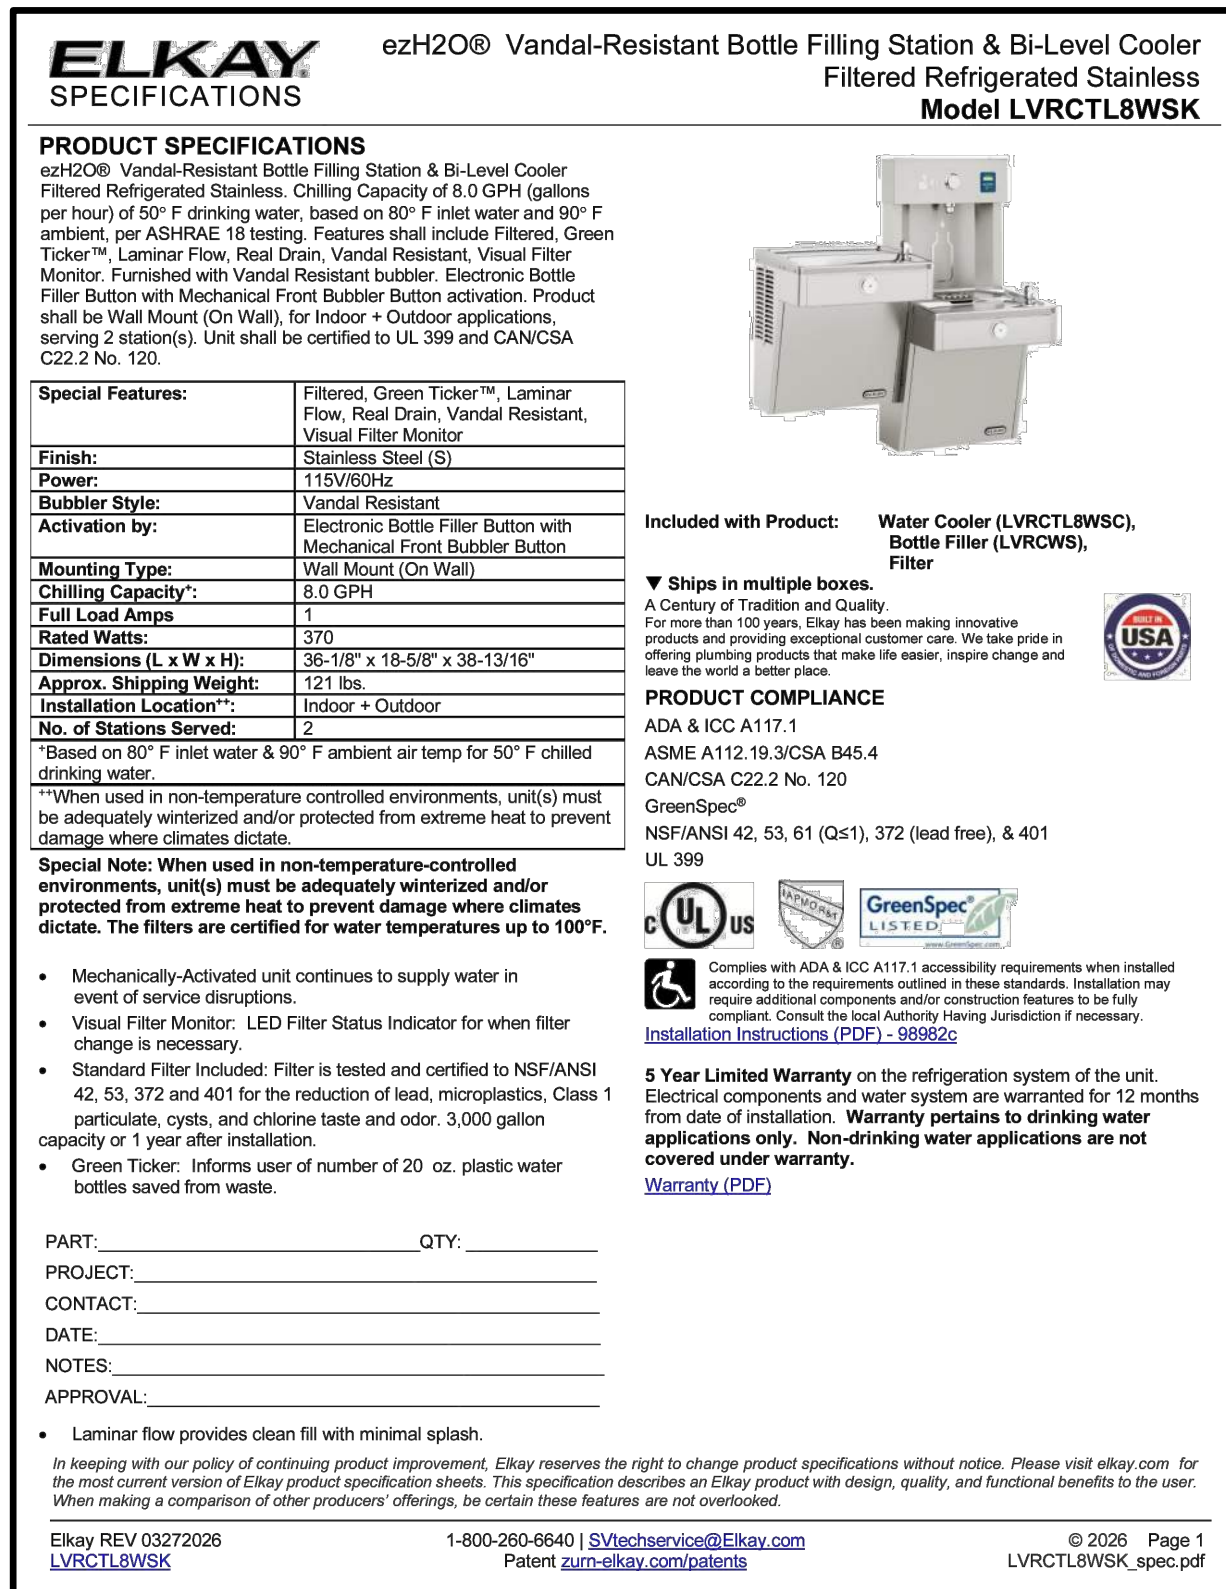 ELKAY
SPECIFICATIONS
ezH2O® Vandal-Resistant Bottle Filling Station & Bi-Level Cooler
Filtered Refrigerated Stainless
Model LVRCTL8WSK
PRODUCT SPECIFICATIONS
ezH2O® Vandal-Resistant Bottle Filling Station & Bi-Level Cooler
Filtered Refrigerated Stainless. Chilling Capacity of 8.0 GPH (gallons
per hour) of 50° F drinking water, based on 80° F inlet water and 90° F
ambient, per ASHRAE 18 testing. Features shall include Filtered, Green
Ticker™, Laminar Flow, Real Drain, Vandal Resistant, Visual Filter
Monitor. Furnished with Vandal Resistant bubbler. Electronic Bottle
Filler Button with Mechanical Front Bubbler Button activation. Product
shall be Wall Mount (On Wall), for Indoor + Outdoor applications,
serving 2 station(s). Unit shall be certified to UL 399 and CAN/CSA
C22.2 No. 120.
Special Features: Filtered, Green Ticker™, Laminar
Flow, Real Drain, Vandal Resistant,
Visual Filter Monitor
Finish: Stainless Steel (S)
Power: 115V/60Hz
Bubbler Style: Vandal Resistant
Activation by: Electronic Bottle Filler Button with
Mechanical Front Bubbler Button
Mounting Type: Wall Mount (On Wall)
Chilling Capacity+: 8.0 GPH
Full Load Amps 1
Rated Watts: 370
Dimensions (L x W x H): 36-1/8" x 18-5/8" x 38-13/16"
Approx. Shipping Weight: 121 lbs.
Installation Location++: Indoor + Outdoor
No. of Stations Served: 2
+Based on 80° F inlet water & 90° F ambient air temp for 50° F chilled
drinking water.
++When used in non-temperature controlled environments, unit(s) must
be adequately winterized and/or protected from extreme heat to prevent
damage where climates dictate.
Special Note: When used in non-temperature-controlled
environments, unit(s) must be adequately winterized and/or
protected from extreme heat to prevent damage where climates
dictate. The filters are certified for water temperatures up to 100°F.
• Mechanically-Activated unit continues to supply water in
event of service disruptions.
• Visual Filter Monitor: LED Filter Status Indicator for when filter
change is necessary.
• Standard Filter Included: Filter is tested and certified to NSF/ANSI
42, 53, 372 and 401 for the reduction of lead, microplastics, Class 1
particulate, cysts, and chlorine taste and odor. 3,000 gallon
capacity or 1 year after installation.
• Green Ticker: Informs user of number of 20 oz. plastic water
bottles saved from waste.
PART: QTY:
PROJECT:
CONTACT:
DATE:
NOTES:
APPROVAL:
• Laminar flow provides clean fill with minimal splash.
Included with Product: Water Cooler (LVRCTL8WSC),
Bottle Filler (LVRCWS),
Filter
▼ Ships in multiple boxes.
A Century of Tradition and Quality.
For more than 100 years, Elkay has been making innovative
products and providing exceptional customer care. We take pride in
offering plumbing products that make life easier, inspire change and
leave the world a better place.
BUILT IN
USA
OF DOMESTIC AND FOREIGN PARTS
PRODUCT COMPLIANCE
ADA & ICC A117.1
ASME A112.19.3/CSA B45.4
CAN/CSA C22.2 No. 120
GreenSpec®
NSF/ANSI 42, 53, 61 (Q≤1), 372 (lead free), & 401
UL 399
C UL US
IAPMO R&T ®
GreenSpec®
LISTED
www.GreenSpec.com
Complies with ADA & ICC A117.1 accessibility requirements when installed
according to the requirements outlined in these standards. Installation may
require additional components and/or construction features to be fully
compliant. Consult the local Authority Having Jurisdiction if necessary.
Installation Instructions (PDF) - 98982c
5 Year Limited Warranty on the refrigeration system of the unit.
Electrical components and water system are warranted for 12 months
from date of installation. Warranty pertains to drinking water
applications only. Non-drinking water applications are not
covered under warranty.
Warranty (PDF)
In keeping with our policy of continuing product improvement, Elkay reserves the right to change product specifications without notice. Please visit elkay.com for
the most current version of Elkay product specification sheets. This specification describes an Elkay product with design, quality, and functional benefits to the user.
When making a comparison of other producers' offerings, be certain these features are not overlooked.
Elkay REV 03272026 1-800-260-6640 | SVtechservice@Elkay.com © 2026 Page 1
LVRCTL8WSK Patent zurn-elkay.com/patents LVRCTL8WSK_spec.pdf